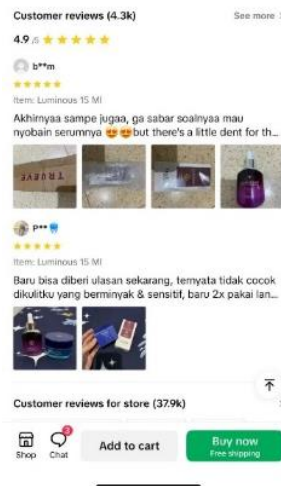 Customer reviews (4.3k)
See more
4.9 /5
b**m
Item: Luminous 15 Ml
Akhirnyaa sampe jugaa, ga sabar soalnyaa mau
nyobain serumnya 😍😍but there's a little dent for th...
TRUEVE
p**
Item: Luminous 15 Ml
Baru bisa diberi ulasan sekarang, ternyata tidak cocok
dikulitku yang berminyak & sensitif, baru 2x pakai lan...
Customer reviews for store (37.9k)
3
Shop
Chat
Add to cart
Buy now
Free shipping